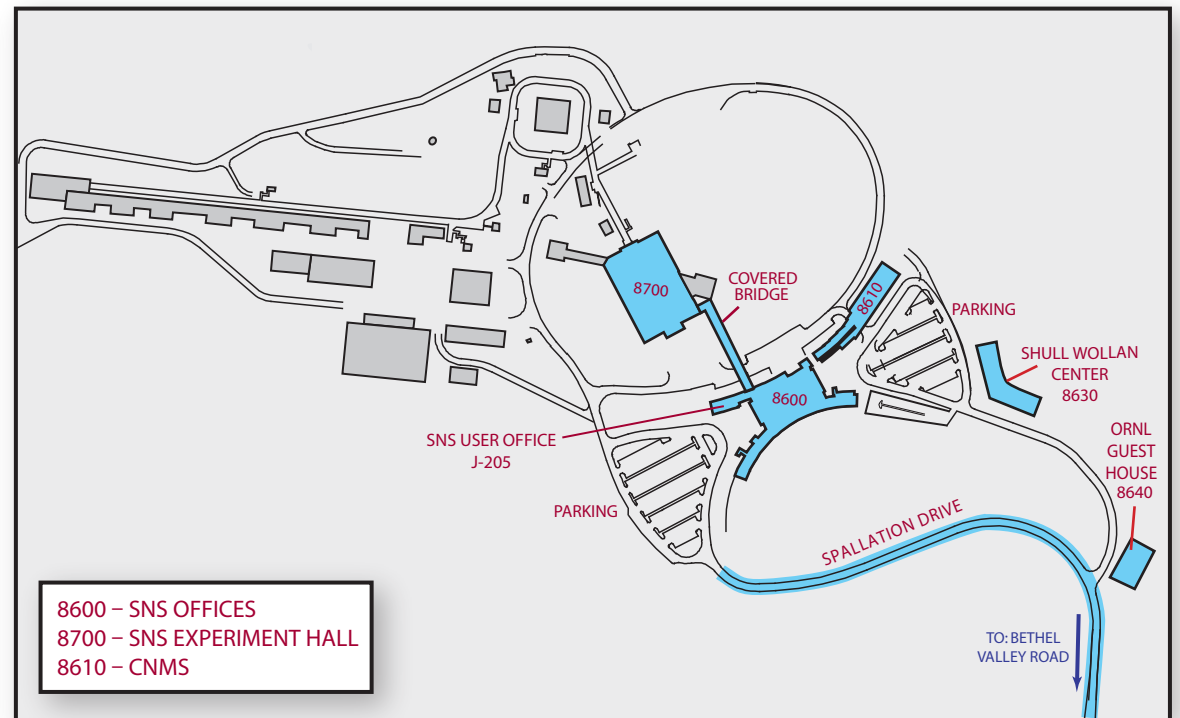 8700
COVERED
BRIDGE
8610
PARKING
SHULL WOLLAN
CENTER
8630
8600
SNS USER OFFICE
J-205
ORNL
GUEST
HOUSE
8640
PARKING
SPALLATION DRIVE
TO: BETHEL
VALLEY ROAD
8600 – SNS OFFICES
8700 – SNS EXPERIMENT HALL
8610 – CNMS